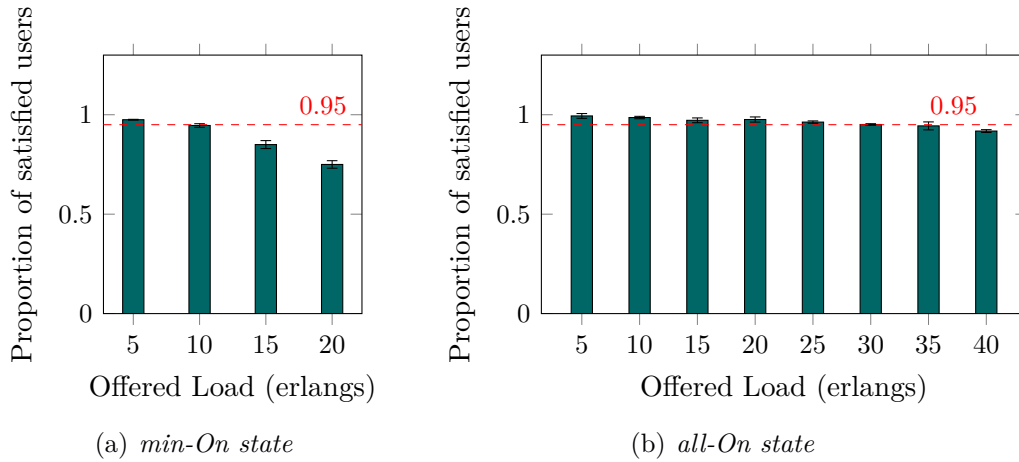 Proportion of satisfied users
1
0.5
0
0.95
5 10 15 20
Offered Load (erlangs)
(a) min-On state
Proportion of satisfied users
1
0.5
0
0.95
5 10 15 20 25 30 35 40
Offered Load (erlangs)
(b) all-On state